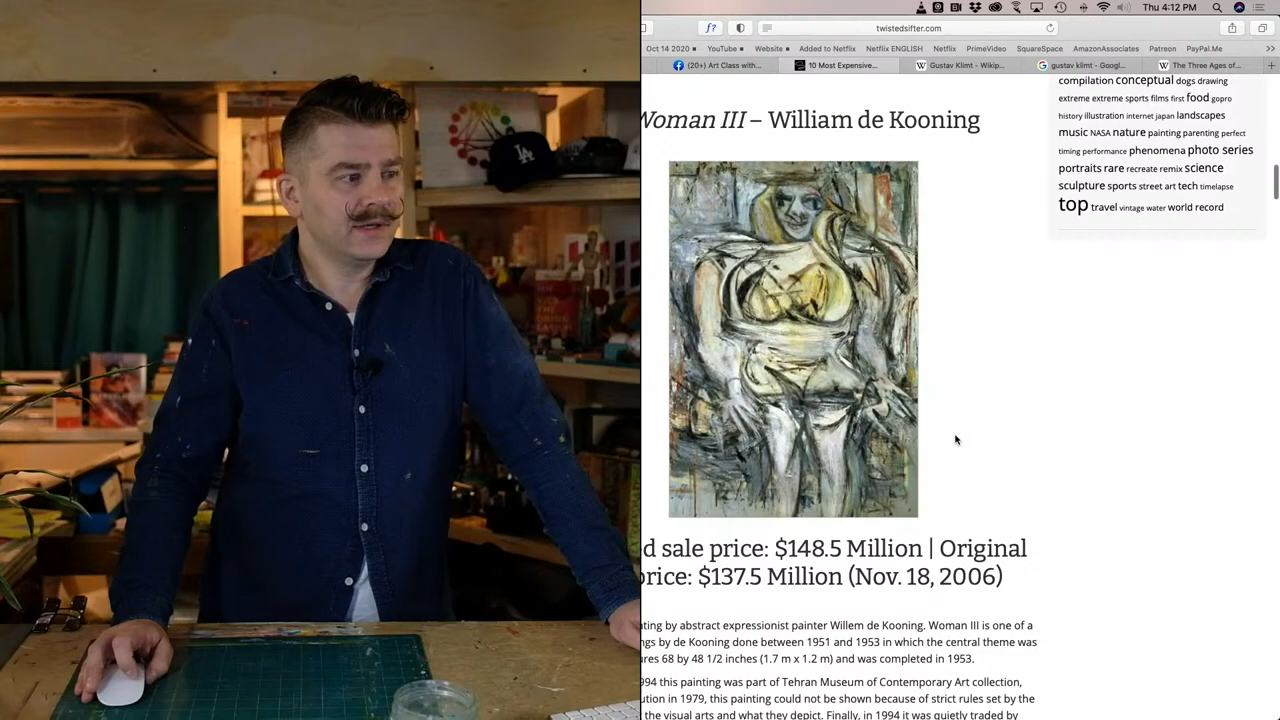 Thu 4:12 PM
twistedsifter.com
Oct 14 2020 YouTube Website Added to Netflix Netflix ENGLISH Netflix PrimeVideo SquareSpace AmazonAssociates Patreon PayPal.Me
(20+) Art Class with... 10 Most Expensive... Gustav Klimt - Wikip... gustav klimt - Googl... The Three Ages of...
compilation conceptual dogs drawing
extreme extreme sports films first food gopro
history illustration internet japan landscapes
music NASA nature painting parenting perfect
timing performance phenomena photo series
portraits rare recreate remix science
sculpture sports street art tech timelapse
top travel vintage water world record
Woman III – William de Kooning
d sale price: $148.5 Million | Original
price: $137.5 Million (Nov. 18, 2006)
ting by abstract expressionist painter Willem de Kooning. Woman III is one of a
ngs by de Kooning done between 1951 and 1953 in which the central theme was
res 68 by 48 1/2 inches (1.7 m x 1.2 m) and was completed in 1953.
994 this painting was part of Tehran Museum of Contemporary Art collection,
ution in 1979, this painting could not be shown because of strict rules set by the
the visual arts and what they depict. Finally, in 1994 it was quietly traded by
LA